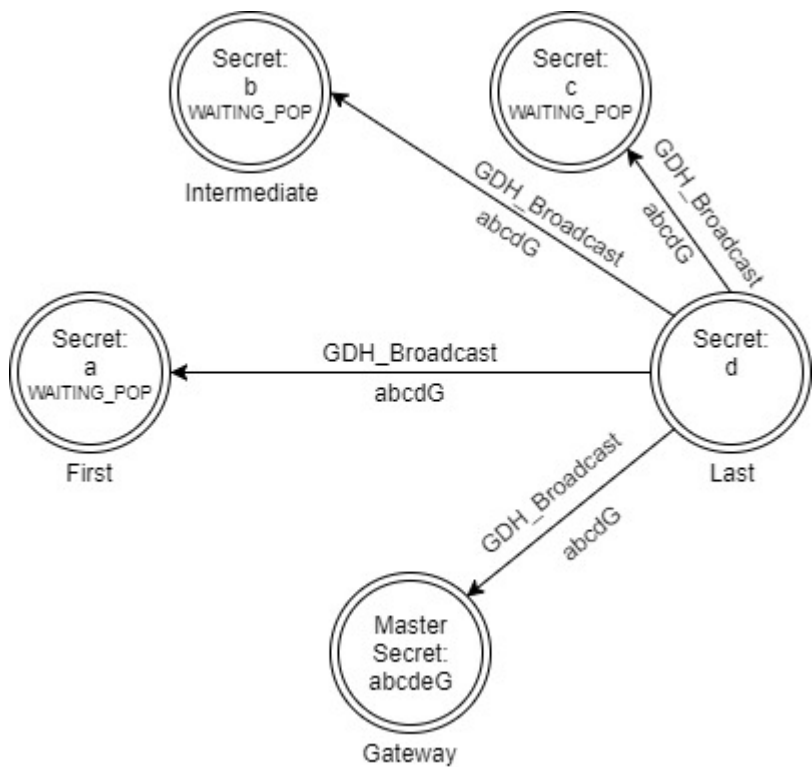 Secret:
b
WAITING_POP
Intermediate
Secret:
c
WAITING_POP
GDH_Broadcast
abcdG
GDH_Broadcast
abcdG
Secret:
a
WAITING_POP
First
GDH_Broadcast
abcdG
Secret:
d
Last
GDH_Broadcast
abcdG
Master
Secret:
abcdeG
Gateway